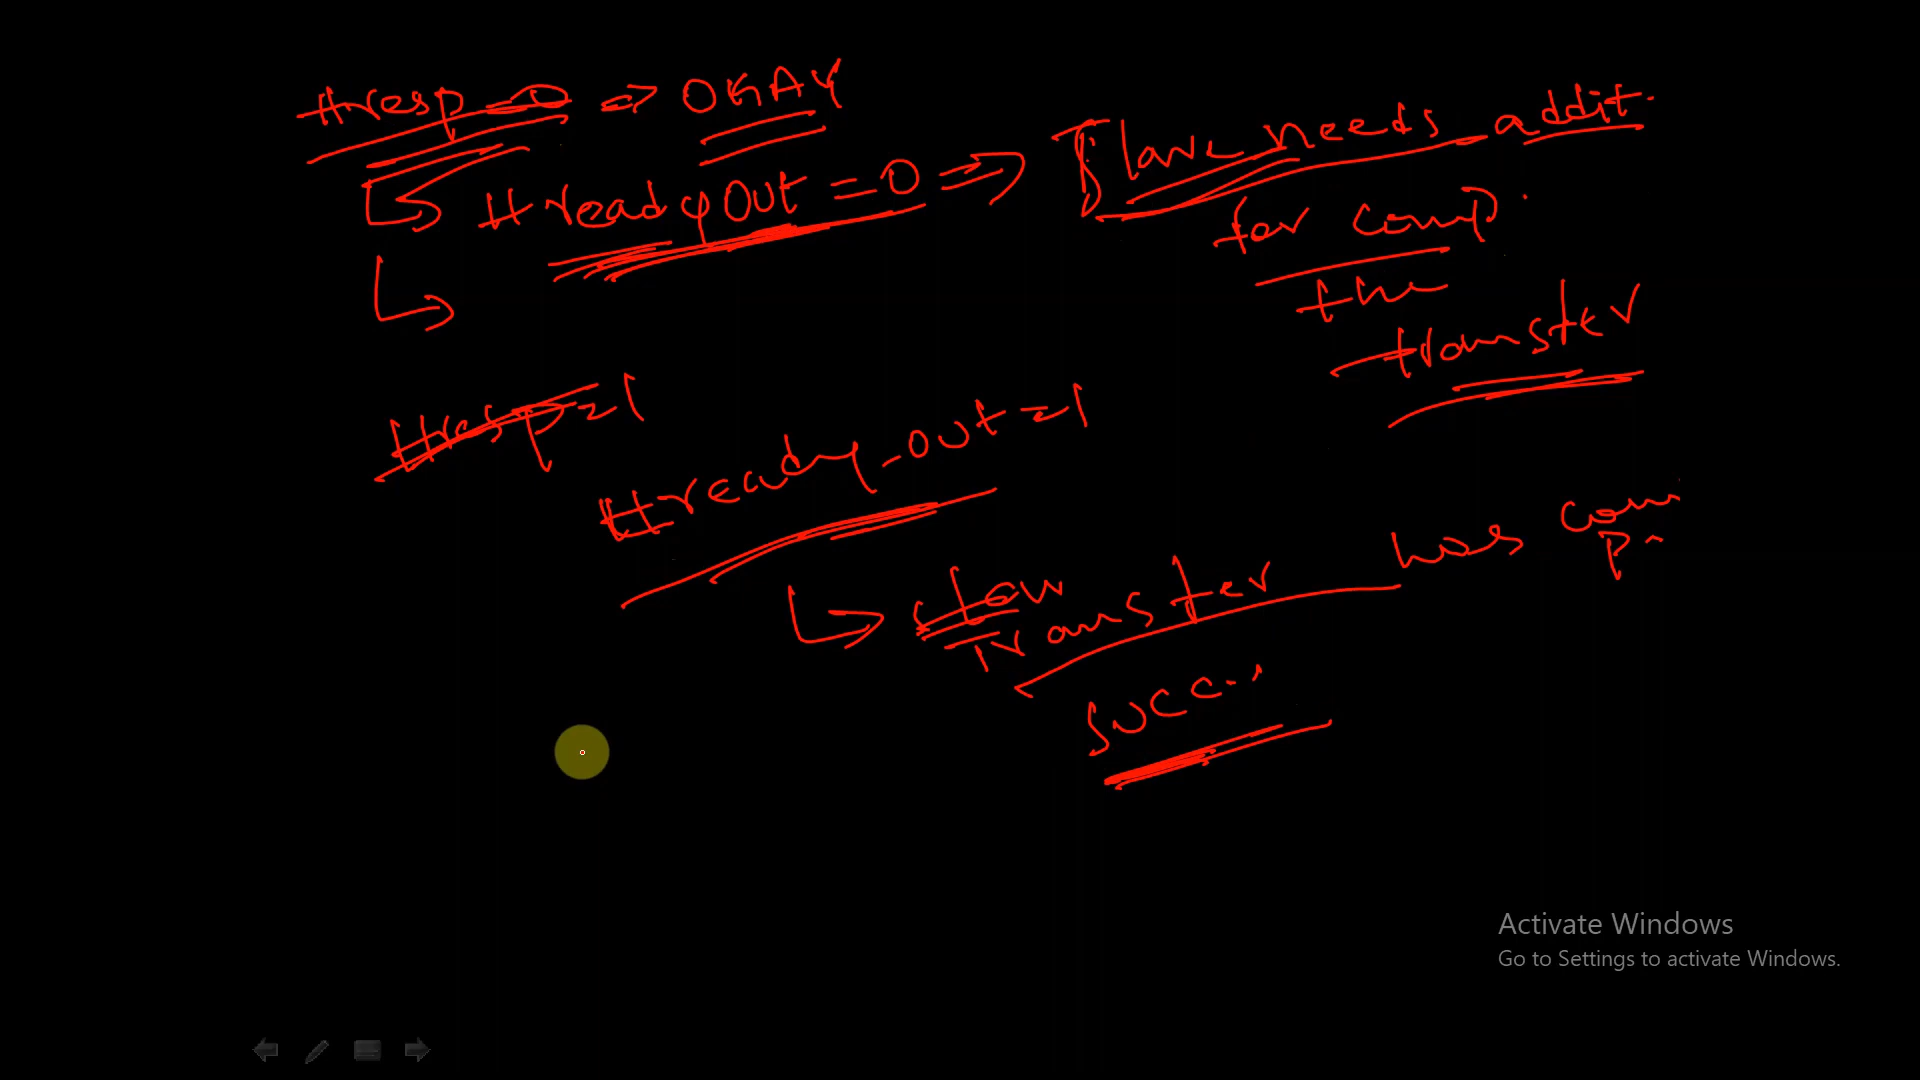 Hresp=0 => OKAY
HreadyOut=0 => Slave needs addit.
for comp.
the
transfer
Hresp=1
Hready-out=1
has com
p
transfer
succ..
Activate Windows
Go to Settings to activate Windows.